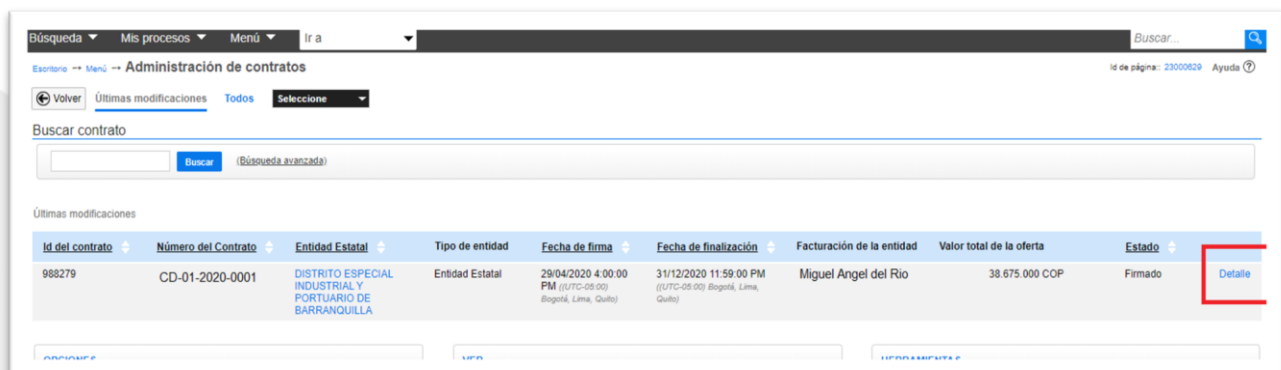 Búsqueda Mis procesos Menú Ir a Buscar...
Escritorio → Menú → Administración de contratos Id de página:: 23000629 Ayuda ?
Volver Últimas modificaciones Todos Seleccione
Buscar contrato
Buscar (Búsqueda avanzada)
Últimas modificaciones
Id del contrato Número del Contrato Entidad Estatal Tipo de entidad Fecha de firma Fecha de finalización Facturación de la entidad Valor total de la oferta Estado
988279 CD-01-2020-0001 DISTRITO ESPECIAL Entidad Estatal 29/04/2020 4:00:00 31/12/2020 11:59:00 PM Miguel Angel del Rio 38.675.000 COP Firmado Detalle
INDUSTRIAL Y PM ((UTC-05:00) ((UTC-05:00) Bogotá, Lima,
PORTUARIO DE Bogotá, Lima, Quito) Quito)
BARRANQUILLA
OPCIONES VER HERRAMIENTAS